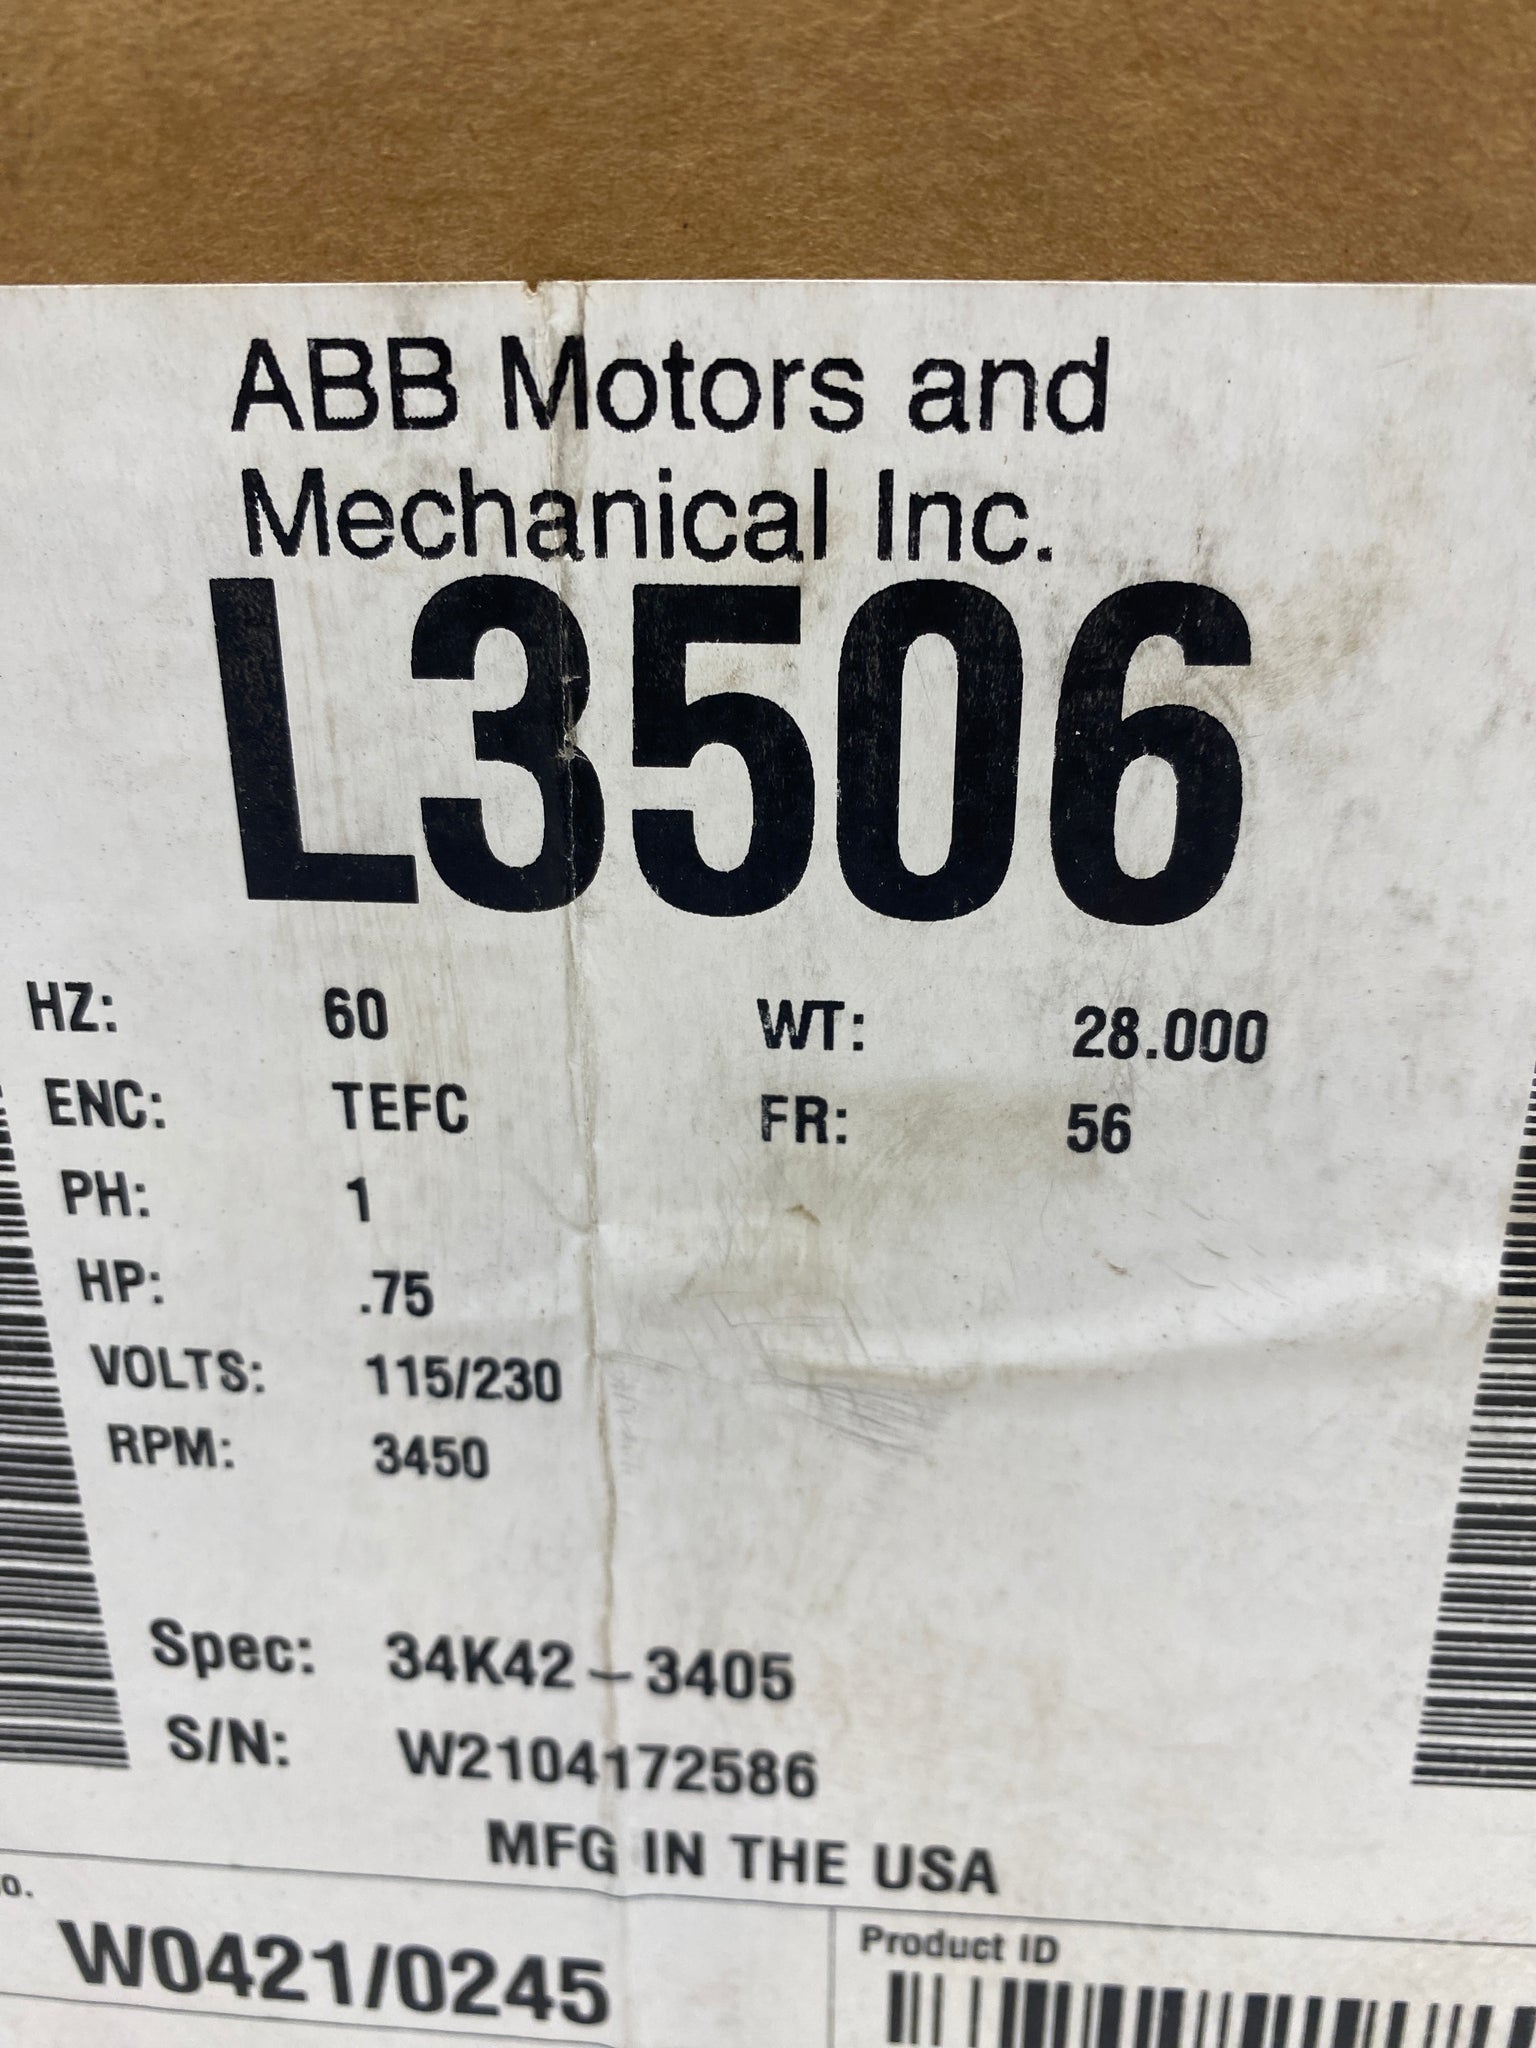 ABB Motors and
Mechanical Inc.
L3506
HZ: 60 WT: 28.000
ENC: TEFC FR: 56
PH: 1
HP: .75
VOLTS: 115/230
RPM: 3450
Spec: 34K42-3405
S/N: W2104172586
MFG IN THE USA
o.
W0421/0245
Product ID